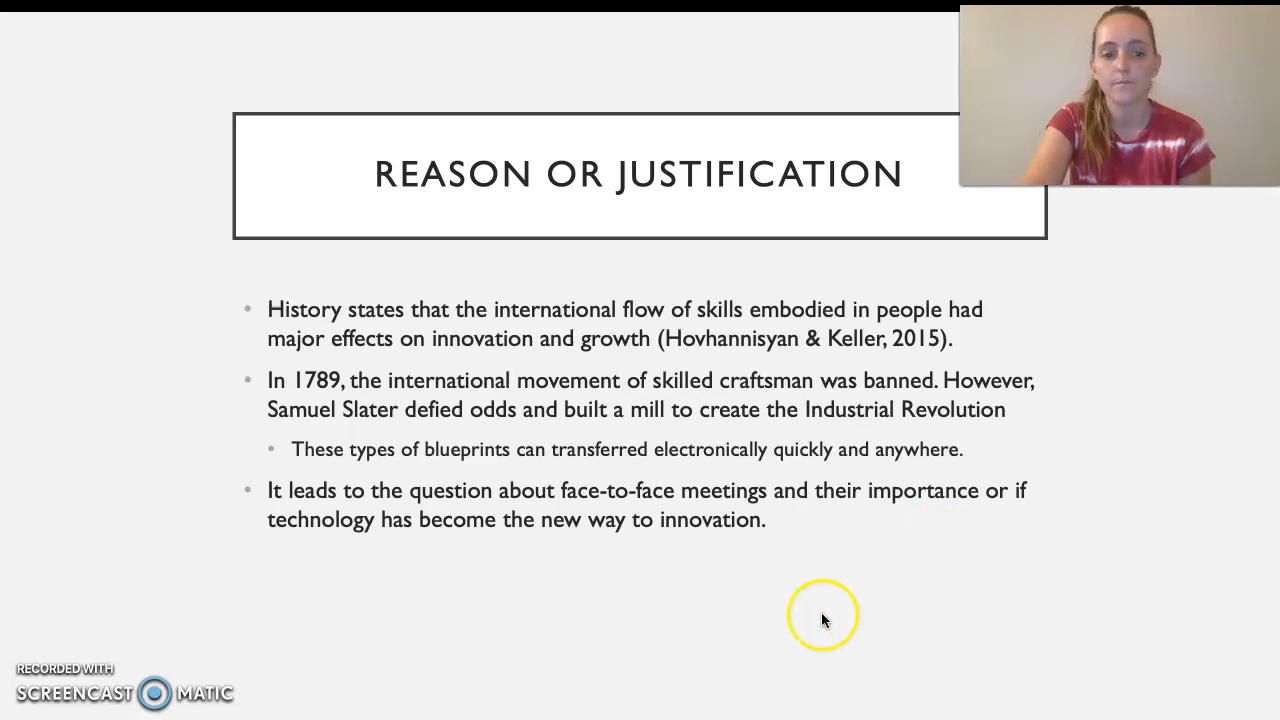 REASON OR JUSTIFICATION
• History states that the international flow of skills embodied in people had
major effects on innovation and growth (Hovhannisyan & Keller, 2015).
• In 1789, the international movement of skilled craftsman was banned. However,
Samuel Slater defied odds and built a mill to create the Industrial Revolution
• These types of blueprints can transferred electronically quickly and anywhere.
• It leads to the question about face-to-face meetings and their importance or if
technology has become the new way to innovation.
RECORDED WITH
SCREENCAST MATIC